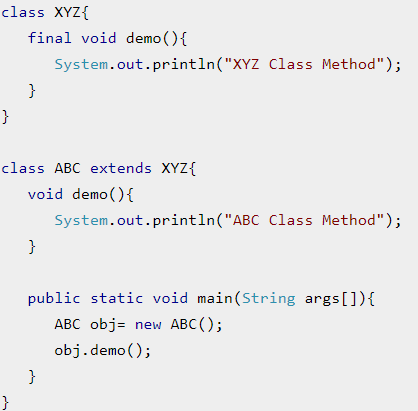 class XYZ{
   final void demo(){
      System.out.println("XYZ Class Method");
   }
}

class ABC extends XYZ{
   void demo(){
      System.out.println("ABC Class Method");
   }

   public static void main(String args[]){
      ABC obj= new ABC();
      obj.demo();
   }
}